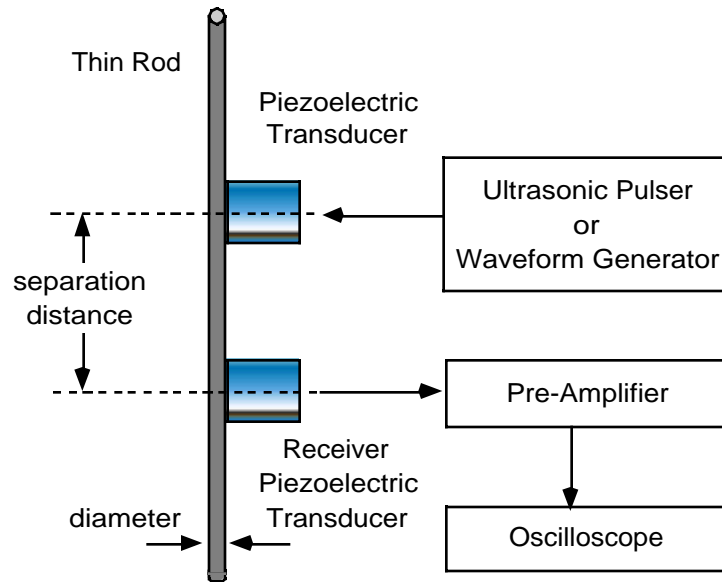 Thin Rod
Piezoelectric
Transducer
Ultrasonic Pulser
or
Waveform Generator
separation
distance
Pre-Amplifier
Receiver
Piezoelectric
Transducer
diameter
Oscilloscope